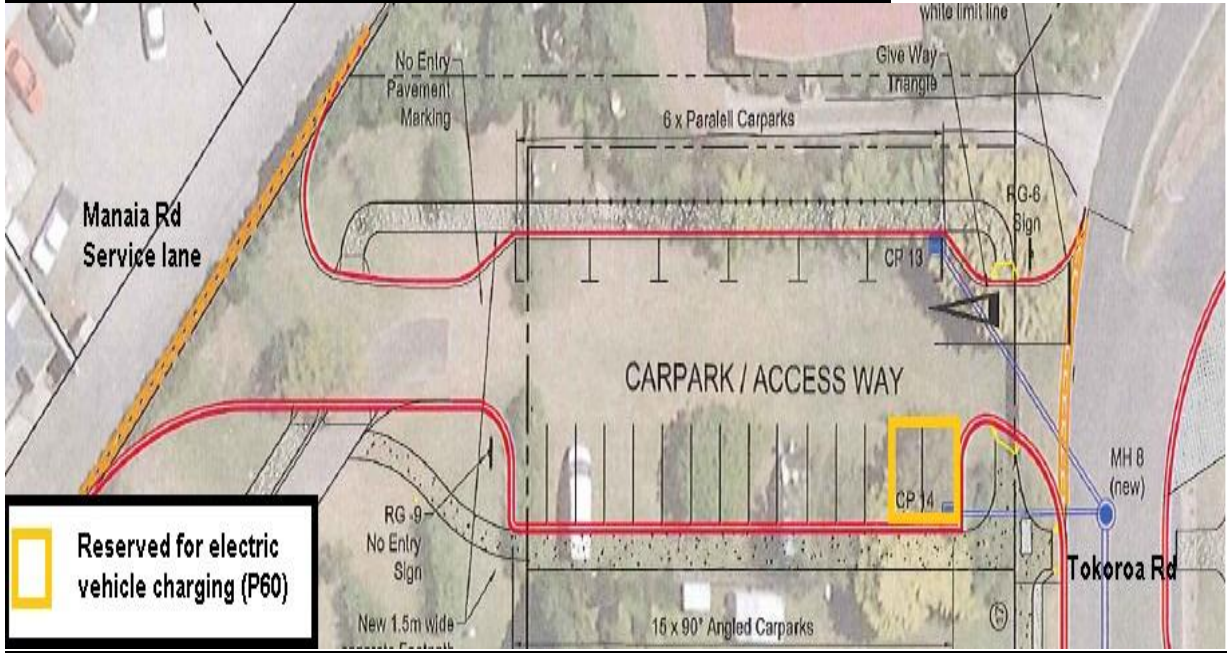 white limit line
No Entry
Pavement
Marking
Give Way
Triangle
6 x Paralell Carparks
Manaia Rd
Service lane
RG-6
Sign
CP 13
CARPARK / ACCESS WAY
MH 8
(new)
CP 14
RG -9
No Entry
Sign
Reserved for electric
vehicle charging (P60)
Tokoroa Rd
New 1.5m wide
concrete Footpath
15 x 90° Angled Carparks